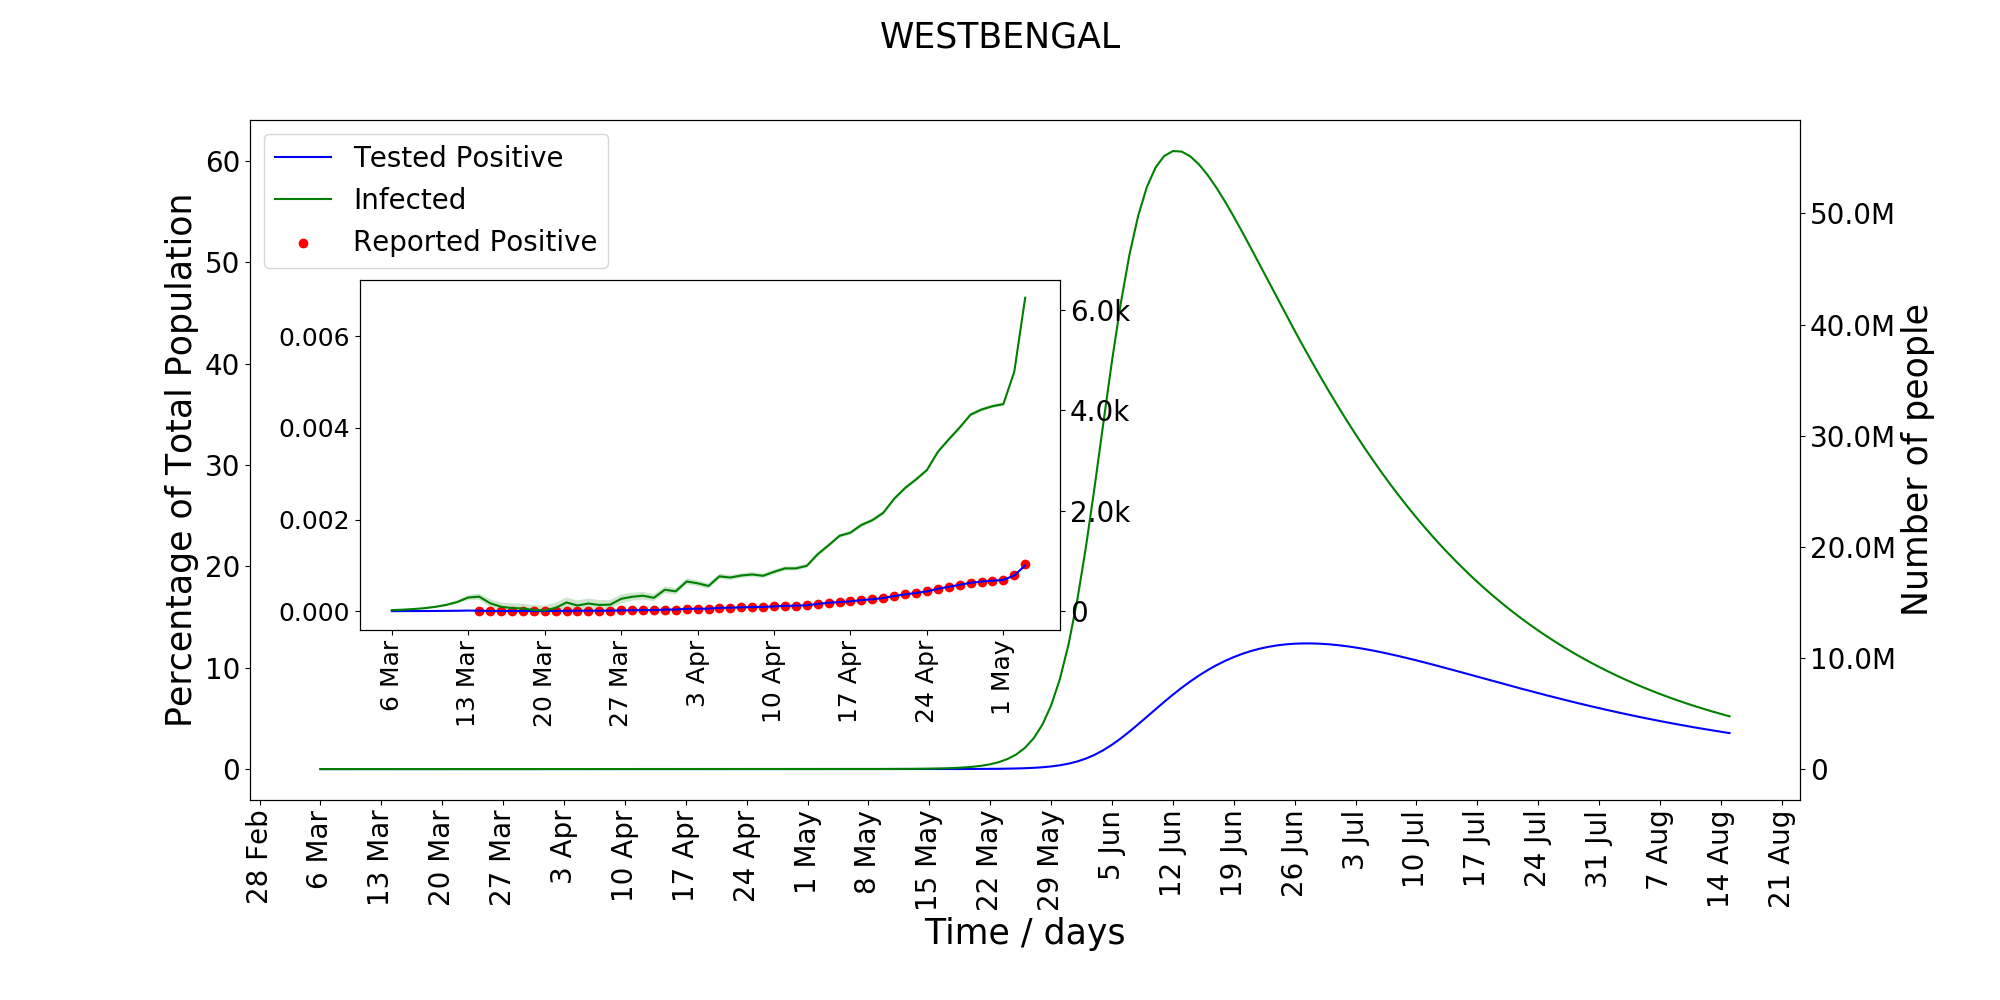 WESTBENGAL
Tested Positive
Infected
Reported Positive
Percentage of Total Population
60
50
40
30
20
10
0
50.0M
40.0M
30.0M
20.0M
10.0M
0
Number of people
0.006
0.004
0.002
0.000
6.0k
4.0k
2.0k
0
6 Mar
13 Mar
20 Mar
27 Mar
3 Apr
10 Apr
17 Apr
24 Apr
1 May
28 Feb
6 Mar
13 Mar
20 Mar
27 Mar
3 Apr
10 Apr
17 Apr
24 Apr
1 May
8 May
15 May
22 May
29 May
5 Jun
12 Jun
19 Jun
26 Jun
3 Jul
10 Jul
17 Jul
24 Jul
31 Jul
7 Aug
14 Aug
21 Aug
Time / days